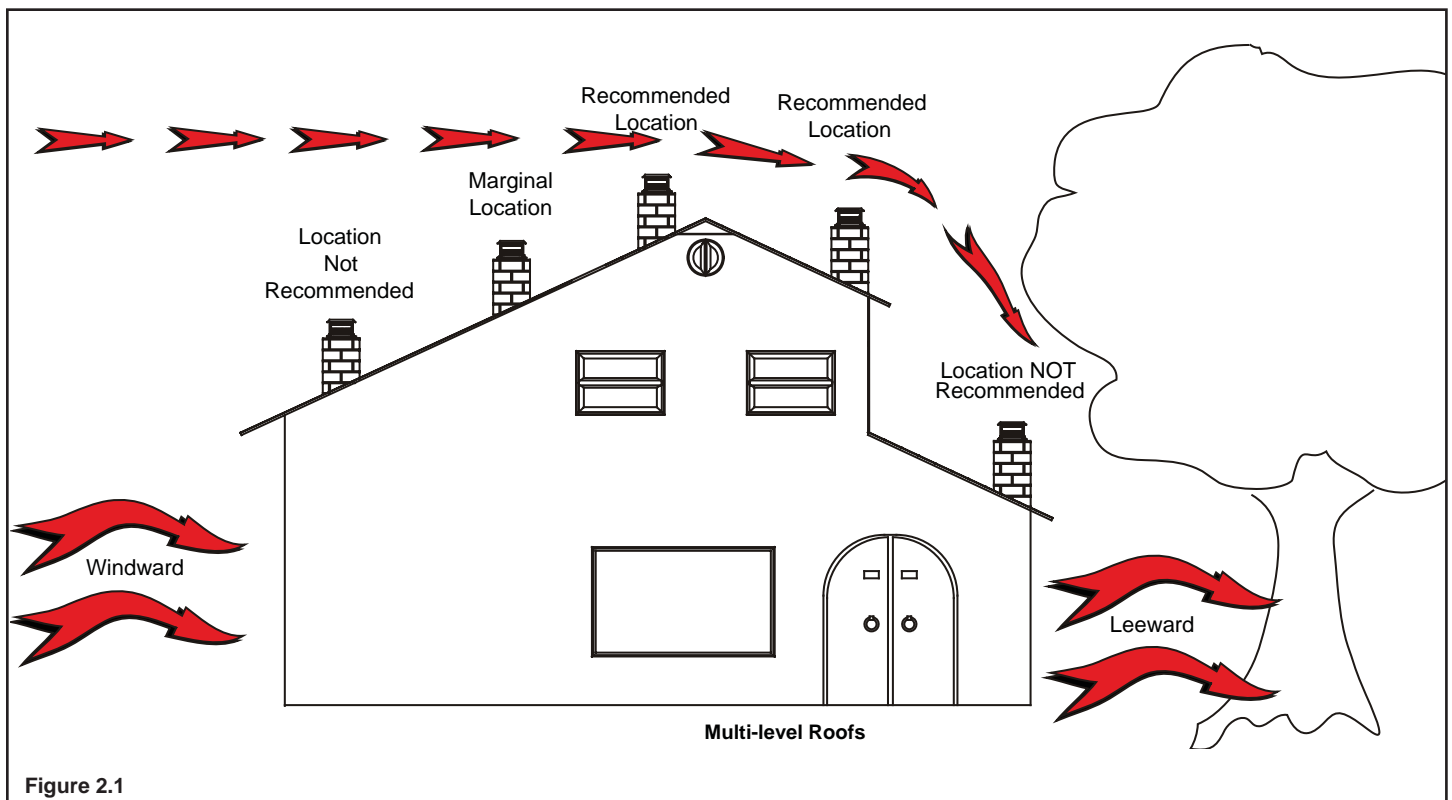 Recommended
Location
Recommended
Location
Marginal
Location
Location
Not
Recommended
Location NOT
Recommended
Windward
Leeward
Multi-level Roofs
Figure 2.1